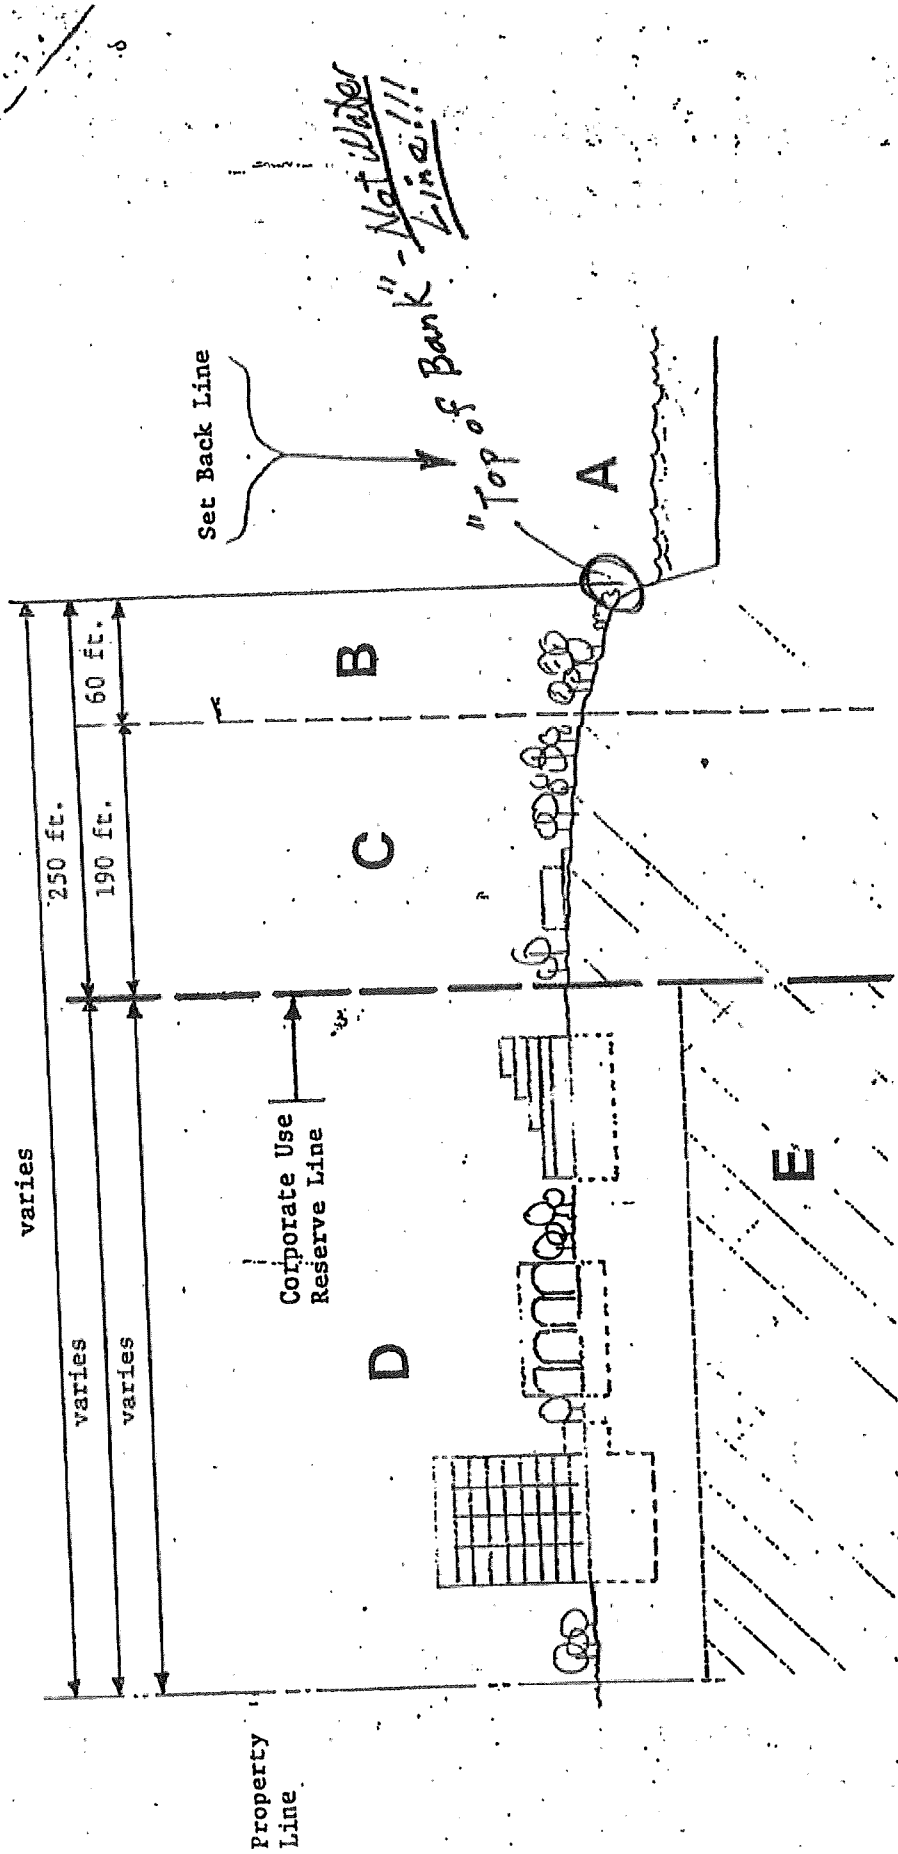 varies
250 ft.
varies
190 ft.
60 ft.
varies
Set Back Line
"Top of Bank" - Not Water
Line!!!
Property
Line
Corporate Use
Reserve Line
D
C
B
A
E